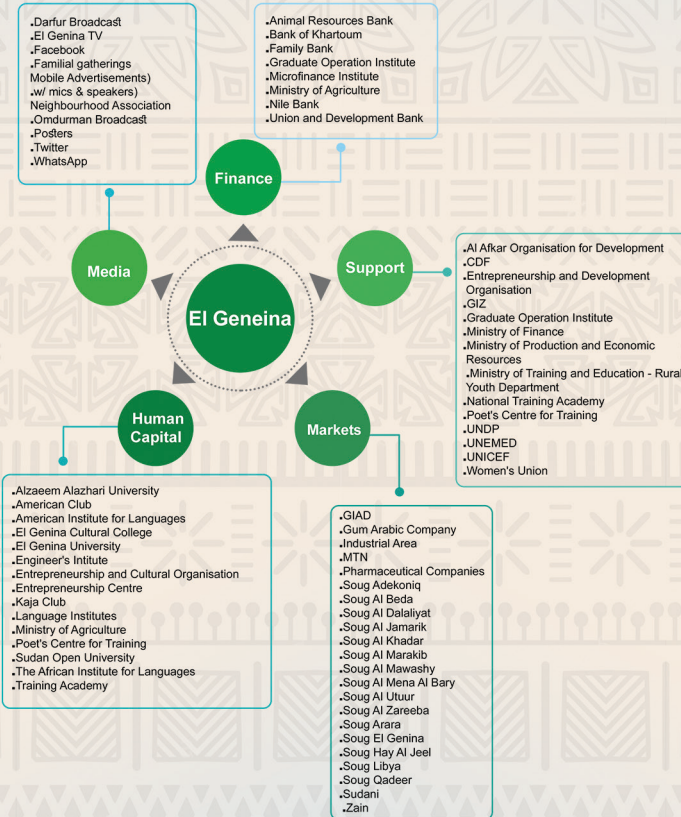 .Darfur Broadcast
.El Genina TV
.Facebook
.Familial gatherings
Mobile Advertisements)
.w/ mics & speakers)
Neighbourhood Association
.Omdurman Broadcast
.Posters
.Twitter
.WhatsApp
.Animal Resources Bank
.Bank of Khartoum
.Family Bank
.Graduate Operation Institute
.Microfinance Institute
.Ministry of Agriculture
.Nile Bank
.Union and Development Bank
Finance
Media
Support
El Geneina
.Al Afkar Organisation for Development
.CDF
.Entrepreneurship and Development
Organisation
.GIZ
.Graduate Operation Institute
.Ministry of Finance
.Ministry of Production and Economic
Resources
.Ministry of Training and Education - Rural
Youth Department
.National Training Academy
.Poet's Centre for Training
.UNDP
.UNEMED
.UNICEF
.Women's Union
Human
Capital
Markets
.Alzaeem Alazhari University
.American Club
.American Institute for Languages
.El Genina Cultural College
.El Genina University
.Engineer's Intitute
.Entrepreneurship and Cultural Organisation
.Entrepreneurship Centre
.Kaja Club
.Language Institutes
.Ministry of Agriculture
.Poet's Centre for Training
.Sudan Open University
.The African Institute for Languages
.Training Academy
.GIAD
.Gum Arabic Company
.Industrial Area
.MTN
.Pharmaceutical Companies
.Soug Adekoniq
.Soug Al Beda
.Soug Al Dalaliyat
.Soug Al Jamarik
.Soug Al Khadar
.Soug Al Marakib
.Soug Al Mawashy
.Soug Al Mena Al Bary
.Soug Al Utuur
.Soug Al Zareeba
.Soug Arara
.Soug El Genina
.Soug Hay Al Jeel
.Soug Libya
.Soug Qadeer
.Sudani
.Zain